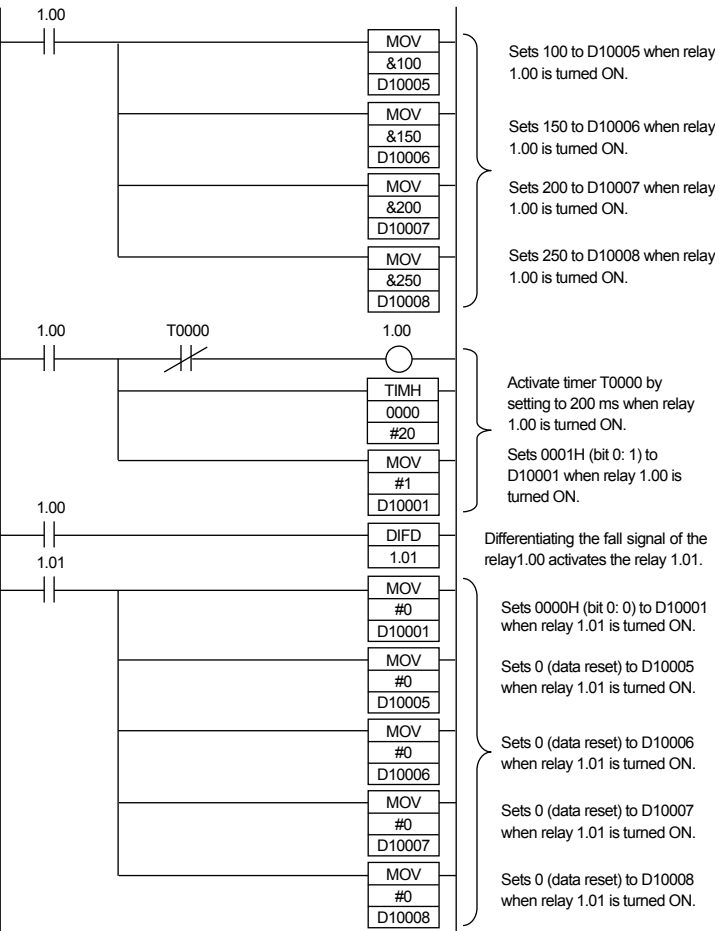 1.00
MOV
&100
D10005
Sets 100 to D10005 when relay
1.00 is turned ON.
MOV
&150
D10006
Sets 150 to D10006 when relay
1.00 is turned ON.
MOV
&200
D10007
Sets 200 to D10007 when relay
1.00 is turned ON.
MOV
&250
D10008
Sets 250 to D10008 when relay
1.00 is turned ON.
1.00 T0000 1.00
TIMH
0000
#20
Activate timer T0000 by
setting to 200 ms when relay
1.00 is turned ON.
MOV
#1
D10001
Sets 0001H (bit 0: 1) to
D10001 when relay 1.00 is
turned ON.
1.00
DIFD
1.01
Differentiating the fall signal of the
relay1.00 activates the relay 1.01.
1.01
MOV
#0
D10001
Sets 0000H (bit 0: 0) to D10001
when relay 1.01 is turned ON.
MOV
#0
D10005
Sets 0 (data reset) to D10005
when relay 1.01 is turned ON.
MOV
#0
D10006
Sets 0 (data reset) to D10006
when relay 1.01 is turned ON.
MOV
#0
D10007
Sets 0 (data reset) to D10007
when relay 1.01 is turned ON.
MOV
#0
D10008
Sets 0 (data reset) to D10008
when relay 1.01 is turned ON.